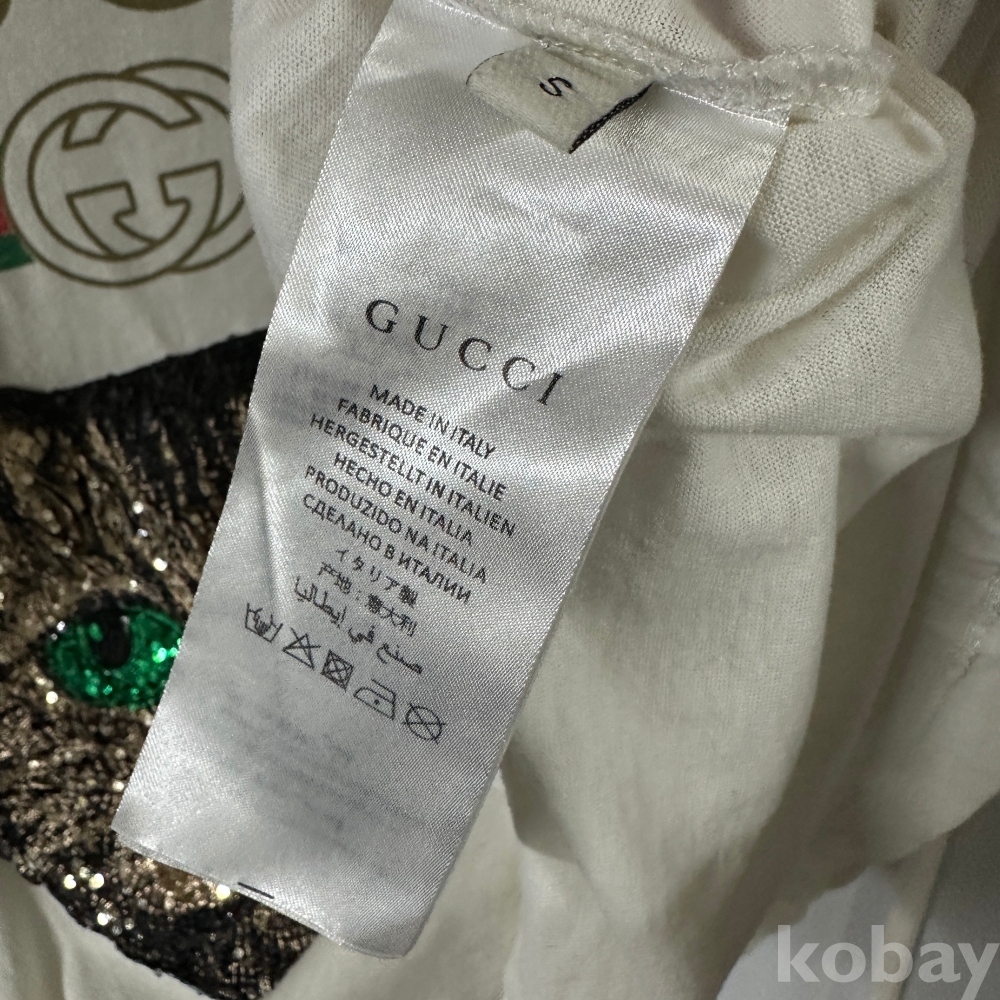 S
GUCCI
MADE IN ITALY
FABRIQUE EN ITALIE
HERGESTELLT IN ITALIEN
HECHO EN ITALIA
PRODUZIDO NA ITALIA
СДЕЛАНО В ИТАЛИИ
イタリア製
产地：意大利
صنع في إيطاليا
kobay